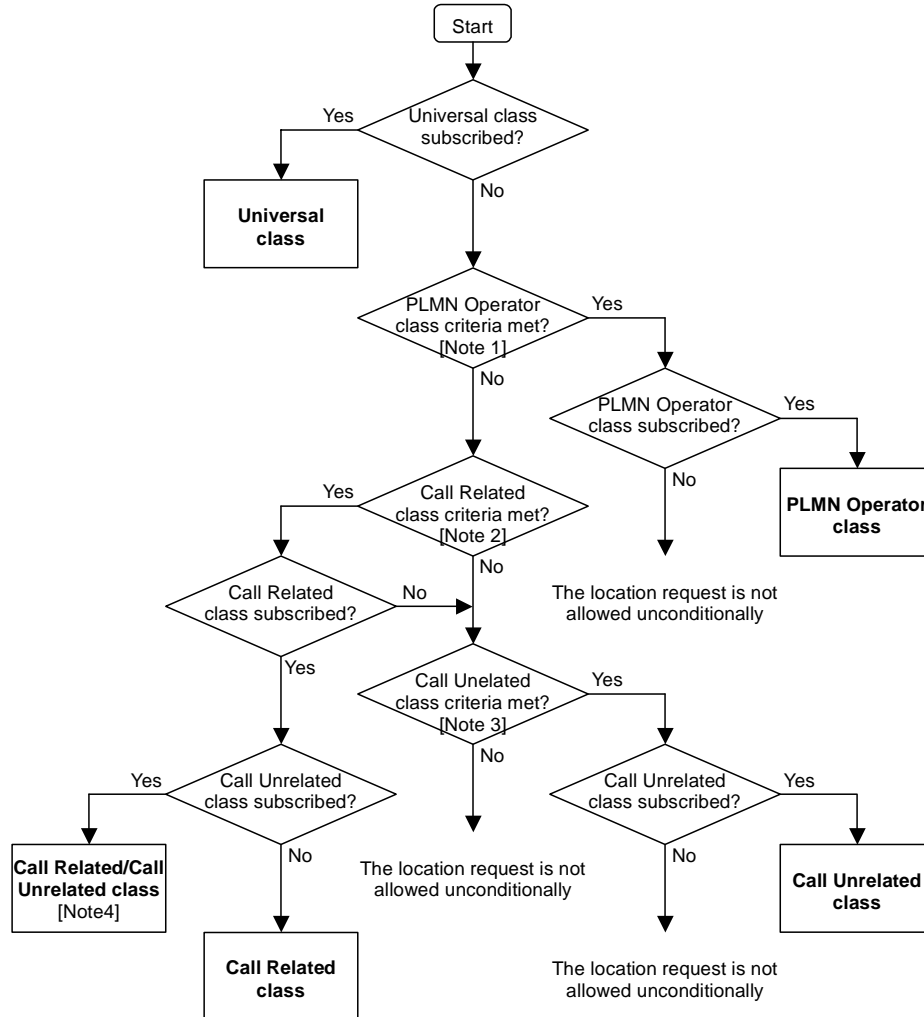 Start
Universal class
subscribed?
Yes
No
Universal
class
PLMN Operator
class criteria met?
[Note 1]
Yes
No
PLMN Operator
class subscribed?
Yes
No
PLMN Operator
class
The location request is not
allowed unconditionally
Call Related
class criteria met?
[Note 2]
Yes
No
Call Related
class subscribed?
No
Yes
Call Unelated
class criteria met?
[Note 3]
Yes
No
Call Unrelated
class subscribed?
Yes
No
Call Related/Call
Unrelated class
[Note4]
Call Related
class
The location request is not
allowed unconditionally
Call Unrelated
class subscribed?
Yes
No
Call Unrelated
class
The location request is not
allowed unconditionally